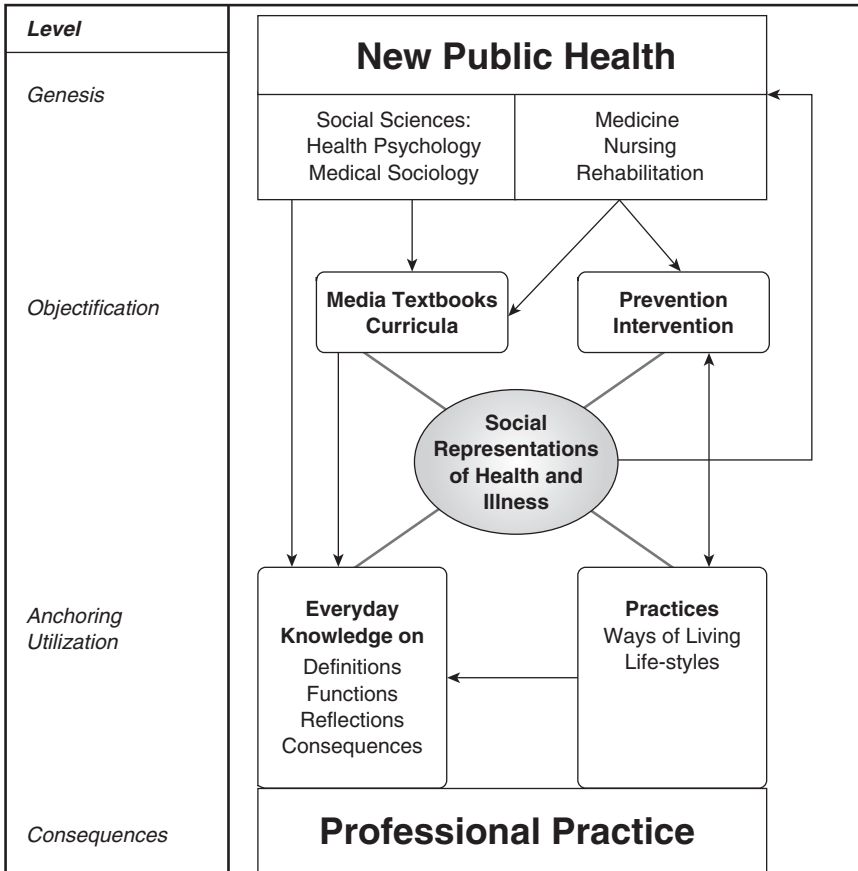 Level
New Public Health
Genesis
Social Sciences:
Health Psychology
Medical Sociology
Medicine
Nursing
Rehabilitation
Objectification
Media Textbooks
Curricula
Prevention
Intervention
Social
Representations
of Health and
Illness
Anchoring
Utilization
Everyday
Knowledge on
Definitions
Functions
Reflections
Consequences
Practices
Ways of Living
Life-styles
Consequences
Professional Practice